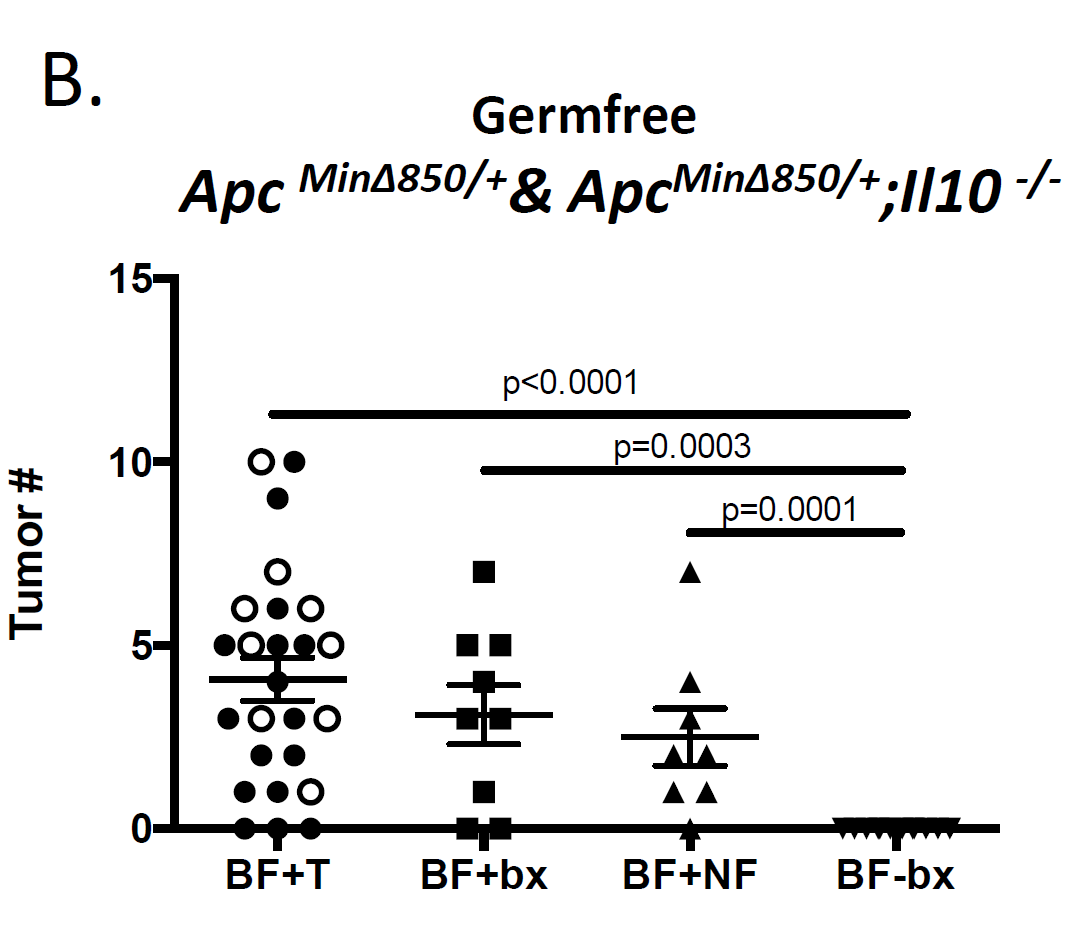 B.
Germfree
Apc MinΔ850/+& ApcMinΔ850/+;Il10 -/-
15
p<0.0001
10
p=0.0003
p=0.0001
Tumor #
5
0
BF+T BF+bx BF+NF BF-bx